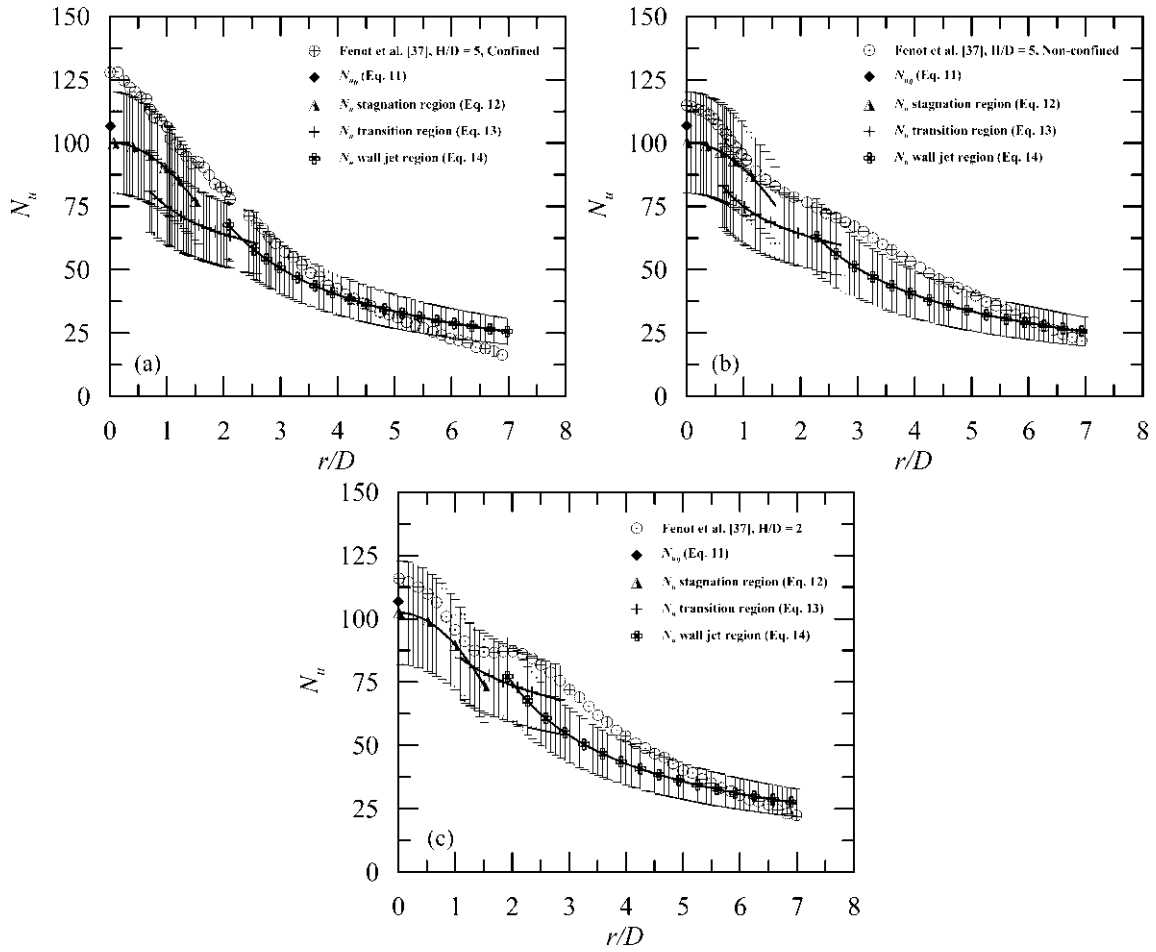 150
125
100
75
50
25
0
Nu
Fenot et al. [37], H/D = 5, Confined
Nu0 (Eq. 11)
Nu stagnation region (Eq. 12)
Nu transition region (Eq. 13)
Nu wall jet region (Eq. 14)
(a)
0 1 2 3 4 5 6 7 8
r/D
150
125
100
75
50
25
0
Nu
Fenot et al. [37], H/D = 5, Non-confined
Nu0 (Eq. 11)
Nu stagnation region (Eq. 12)
Nu transition region (Eq. 13)
Nu wall jet region (Eq. 14)
(b)
0 1 2 3 4 5 6 7 8
r/D
150
125
100
75
50
25
0
Nu
Fenot et al. [37], H/D = 2
Nu0 (Eq. 11)
Nu stagnation region (Eq. 12)
Nu transition region (Eq. 13)
Nu wall jet region (Eq. 14)
(c)
0 1 2 3 4 5 6 7 8
r/D